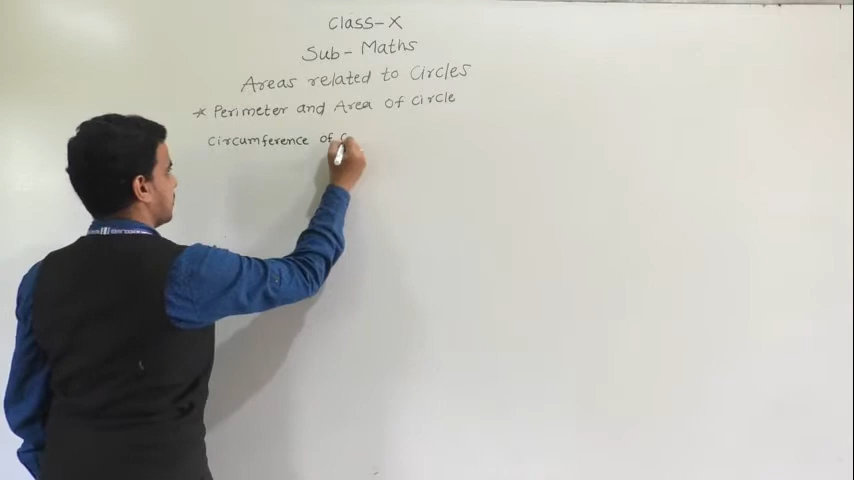 Class-X
Sub- Maths
Areas related to Circles
* Perimeter and Area of circle
Circumference of C